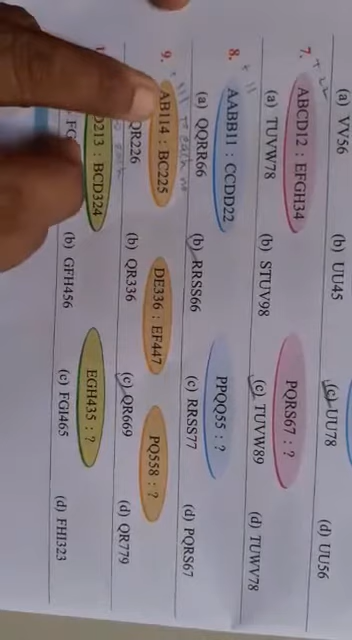 (a) VV56 (b) UU45 (c) UU78 (d) UU56
7. ABCD12 : EFGH34 PQRS67 : ?
(a) TUVW78 (b) STUV98 (c) TUVW89 (d) TUWV78
8. AABB11 : CCDD22 PPQQ55 : ?
(a) QQRR66 (b) RRSS66 (c) RRSS77 (d) PQRS67
9. AB114 : BC225 DE336 : EF447 PQ558 : ?
QR226 (b) QR336 (c) QR669 (d) QR779
D213 : BCD324 EGH435 : ?
FG (b) GFH456 (c) FGI465 (d) FHI323